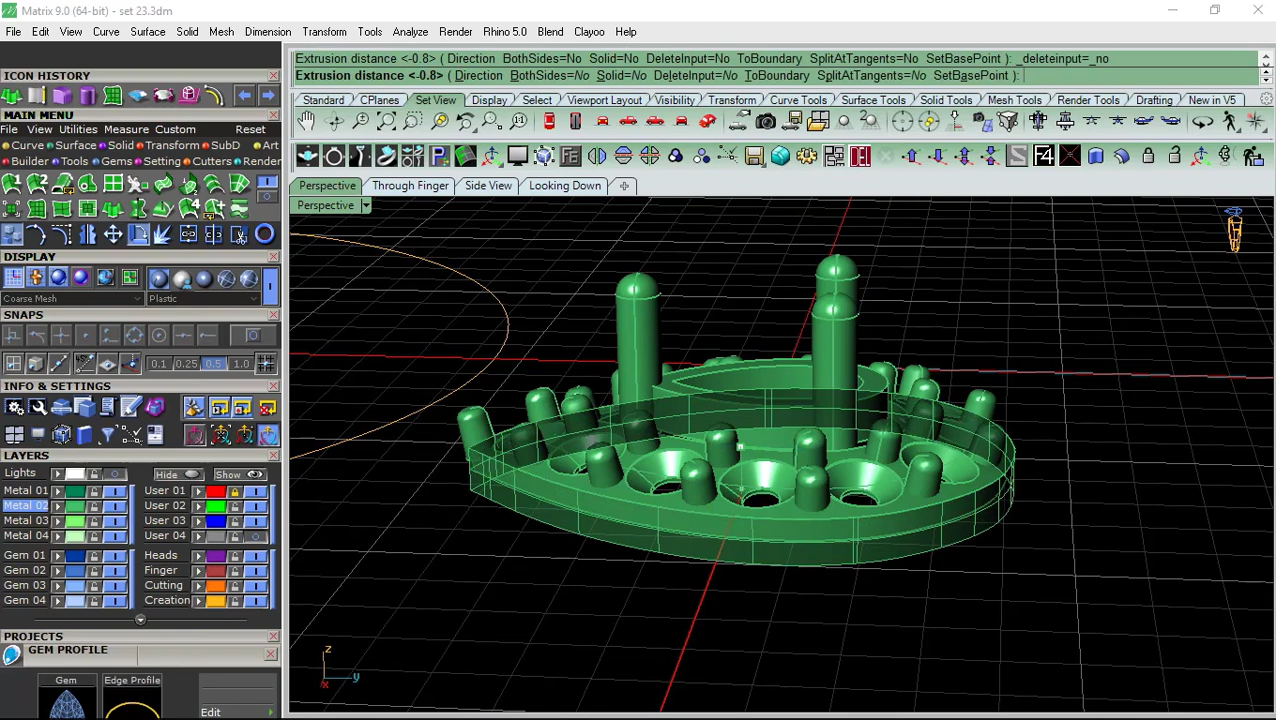 Matrix 9.0 (64-bit) - set 23.3dm
File Edit View Curve Surface Solid Mesh Dimension Transform Tools Analyze Render Rhino 5.0 Blend Clayoo Help
Extrusion distance <-0.8> ( Direction BothSides=No Solid=No DeleteInput=No ToBoundary SplitAtTangents=No SetBasePoint ): _deleteinput=_no
Extrusion distance <-0.8> ( Direction BothSides=No Solid=No DeleteInput=No ToBoundary SplitAtTangents=No SetBasePoint ):
ICON HISTORY
Standard CPlanes Set View Display Select Viewport Layout Visibility Transform Curve Tools Surface Tools Solid Tools Mesh Tools Render Tools Drafting New in V5
MAIN MENU
File View Utilities Measure Custom Reset
Curve Surface Solid Transform SubD Art
Builder Tools Gems Setting Cutters Render
Perspective Through Finger Side View Looking Down
Perspective
DISPLAY
Coarse Mesh Plastic
SNAPS
0.1 0.25 0.5 1.0
INFO & SETTINGS
LAYERS
Lights Hide Show
Metal 01 User 01
Metal 02 User 02
Metal 03 User 03
Metal 04 User 04
Gem 01 Heads
Gem 02 Finger
Gem 03 Cutting
Gem 04 Creation
PROJECTS
GEM PROFILE
Gem Edge Profile
Edit
z
y
x